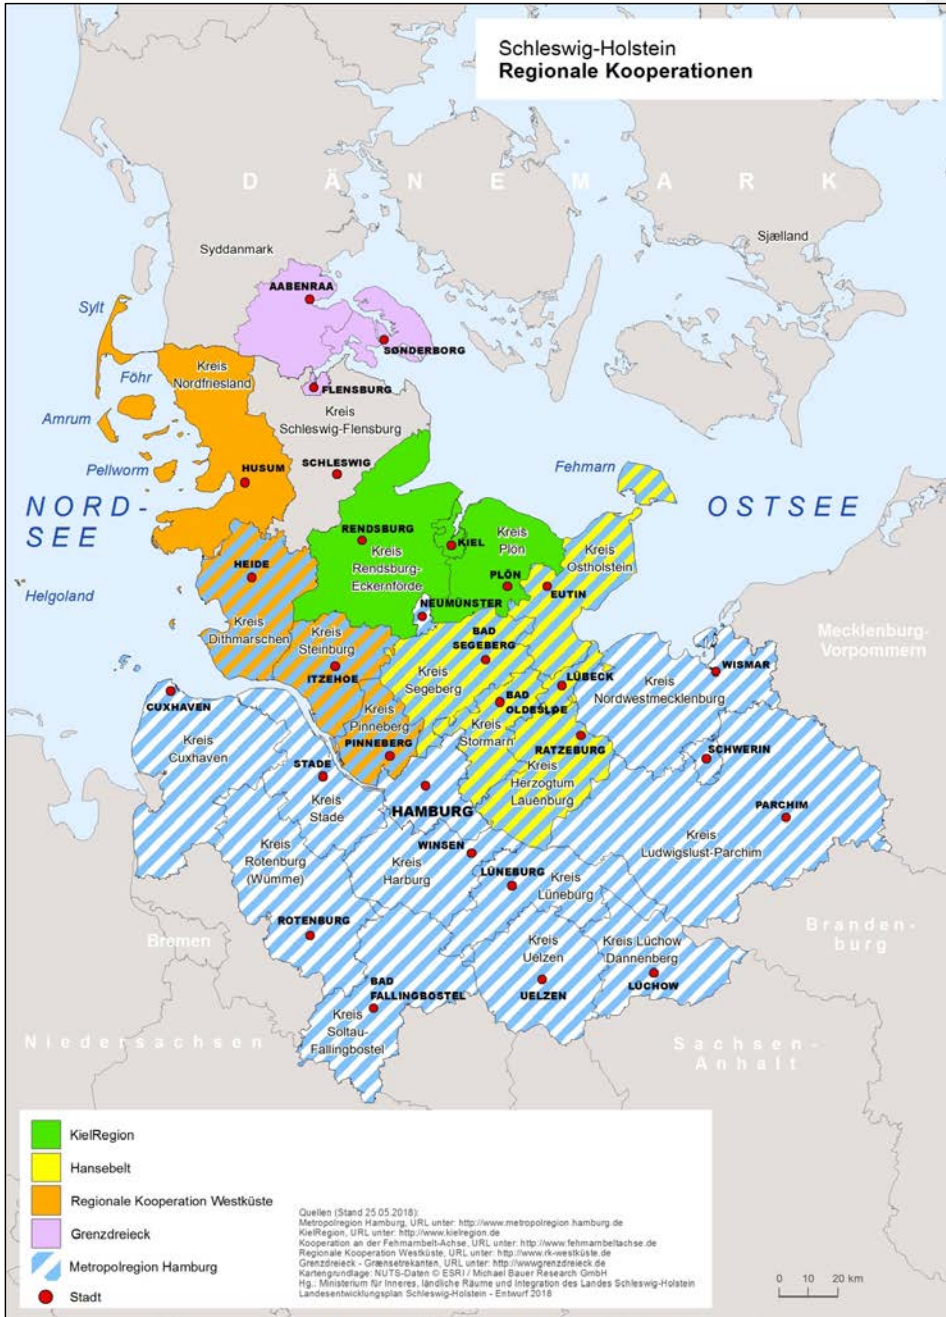 Schleswig-Holstein
Regionale Kooperationen
D Ä N E M A R K
Syddanmark
Sjælland
AABENRAA
Sylt
SØNDERBORG
Föhr
Kreis
Nordfriesland
FLENSBURG
Kreis
Schleswig-Flensburg
Amrum
Pellworm
HUSUM
SCHLESWIG
Fehmarn
NORD-
SEE
OSTSEE
RENDSBURG
Kreis
Rendsburg-
Eckernförde
KIEL
Kreis
Plön
Kreis
Ostholstein
HEIDE
PLÖN
EUTIN
Helgoland
NEUMÜNSTER
Kreis
Dithmarschen
Kreis
Steinburg
BAD
SEGEBERG
Mecklenburg-
Vorpommern
ITZEHOE
Kreis
Segeberg
LÜBECK
Kreis
Nordwestmecklenburg
WISMAR
CUXHAVEN
Kreis
Pinneberg
BAD
OLDESLOE
Kreis
Cuxhaven
PINNEBERG
Kreis
Stormarn
RATZEBURG
SCHWERIN
STADE
Kreis
Stade
HAMBURG
Kreis
Herzogtum
Lauenburg
PARCHIM
Kreis
Rotenburg
(Wümme)
Kreis
Harburg
WINSEN
LÜNEBURG
Kreis
Lüneburg
Kreis
Ludwigslust-Parchim
ROTENBURG
Bremen
Kreis
Uelzen
Kreis Lüchow
Dannenberg
Branden-
burg
BAD
FALLINGBOSTEL
UELZEN
LÜCHOW
Kreis
Soltau-
Fallingbostel
Niedersachsen
Sachsen-
Anhalt
KielRegion
Hansebelt
Regionale Kooperation Westküste
Grenzdreieck
Metropolregion Hamburg
Stadt
Quellen (Stand 25.05.2018):
Metropolregion Hamburg, URL unter: http://www.metropolregion.hamburg.de
KielRegion, URL unter: http://www.kielregion.de
Kooperation an der Fehmarnbelt-Achse, URL unter: http://www.fehmarnbeltachse.de
Regionale Kooperation Westküste, URL unter: http://www.rk-westküste.de
Grenzdreieck - Grænsetrekanten, URL unter: http://wwwgrenzdreieck.de
Kartengrundlage: NUTS-Daten © ESRI / Michael Bauer Research GmbH
Hg.: Ministerium für Inneres, ländliche Räume und Integration des Landes Schleswig-Holstein
Landesentwicklungsplan Schleswig-Holstein - Entwurf 2018
0 10 20 km